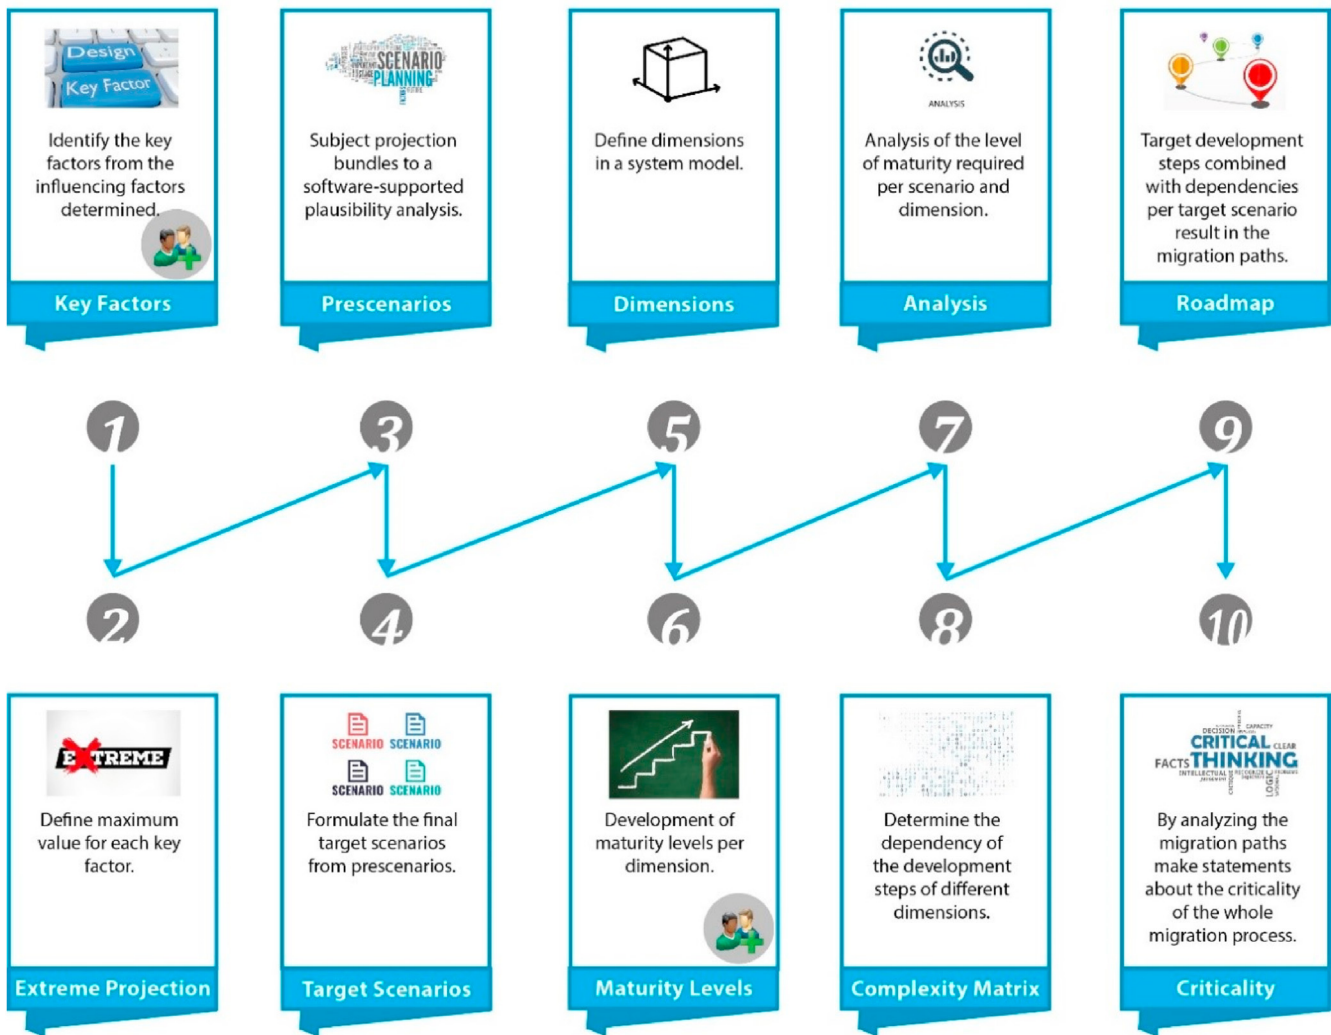 Design
Key Factor
Identify the key
factors from the
influencing factors
determined.
Key Factors
SCENARIO
PLANNING
Subject projection
bundles to a
software-supported
plausibility analysis.
Prescenarios
Define dimensions
in a system model.
Dimensions
ANALYSIS
Analysis of the level
of maturity required
per scenario and
dimension.
Analysis
Target development
steps combined
with dependencies
per target scenario
result in the
migration paths.
Roadmap
1 3 5 7 9
2 4 6 8 10
EXTREME
Define maximum
value for each key
factor.
Extreme Projection
SCENARIO SCENARIO
SCENARIO SCENARIO
Formulate the final
target scenarios
from prescenarios.
Target Scenarios
Development of
maturity levels per
dimension.
Maturity Levels
Determine the
dependency of
the development
steps of different
dimensions.
Complexity Matrix
DECISION CAPACITY
CRITICAL CLEAR
FACTS THINKING
INTELLECTUAL
LOGIC
By analyzing the
migration paths
make statements
about the criticality
of the whole
migration process.
Criticality